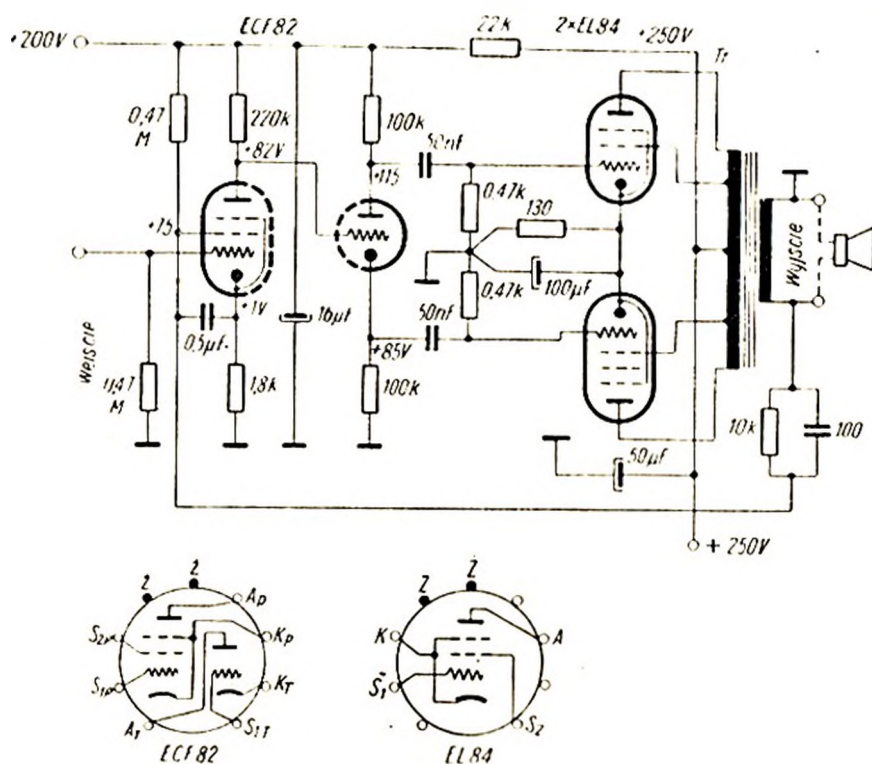 ECF82
22k
2×EL84
+250V
+200V
Tr
0,47
M
220k
100k
50nF
+82V
+115
0,47k
130
+15
100µF
+1V
16µF
0,47k
50nF
0,5µF
+85V
Wejście
Wyjście
0,47
M
1,8k
100k
10k
100
50µF
+ 250V
Ż
Ż
Ap
Kp
KT
S1T
AT
S1p
ECF82
Ż
Ż
K
A
S1
S2
EL84